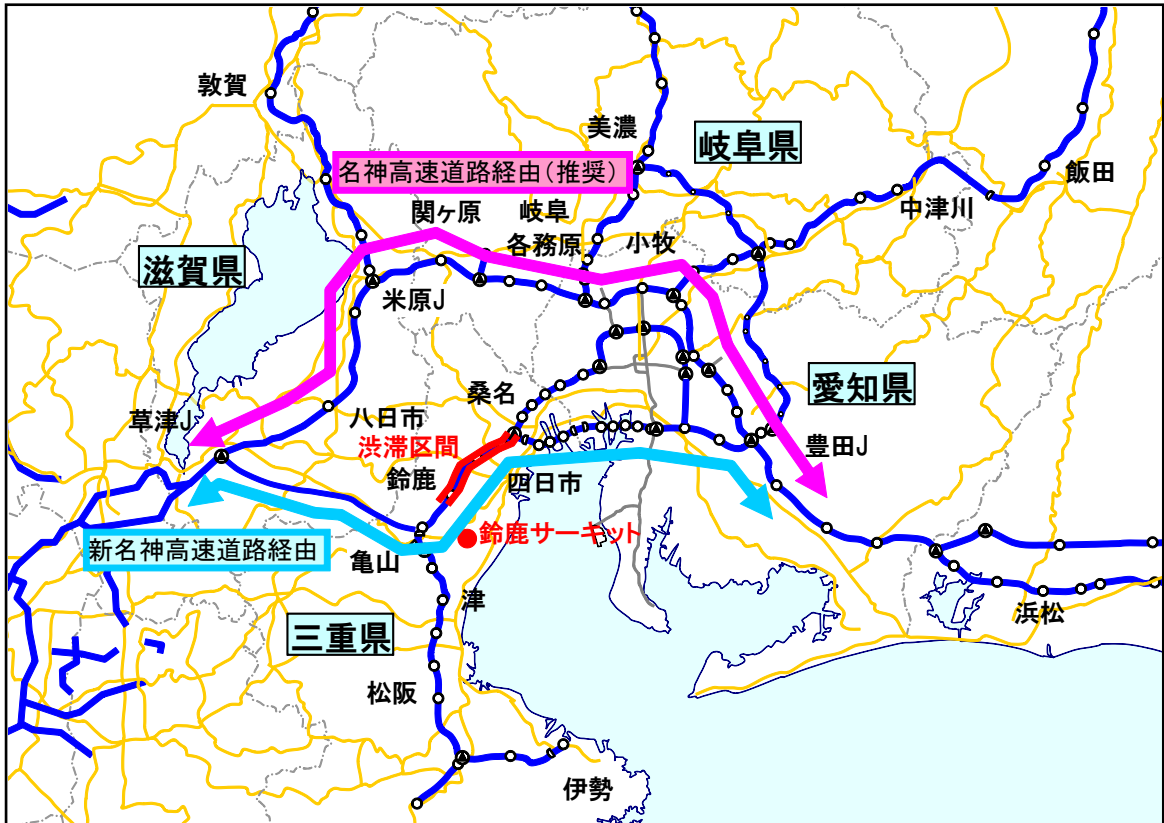 敦賀
美濃
岐阜県
名神高速道路経由(推奨)
飯田
中津川
関ヶ原
岐阜
各務原
小牧
滋賀県
米原J
桑名
愛知県
草津J
八日市
渋滞区間
豊田J
鈴鹿
四日市
鈴鹿サーキット
新名神高速道路経由
亀山
津
浜松
三重県
松阪
伊勢